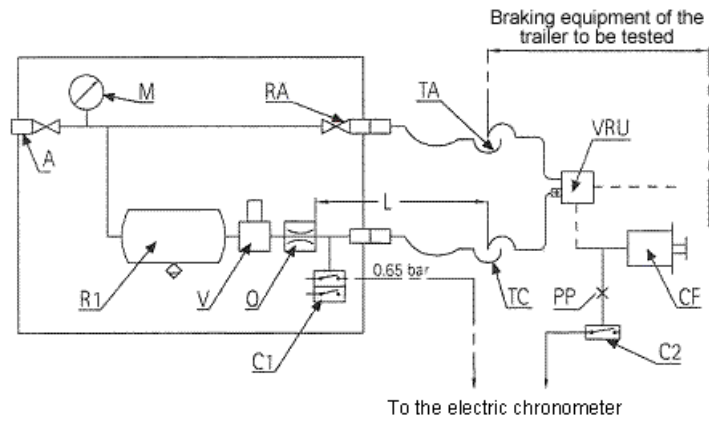 Braking equipment of the
trailer to be tested
M
RA
TA
VRU
A
L
R1
V
O
0.65 bar
TC
PP
CF
C1
C2
To the electric chronometer